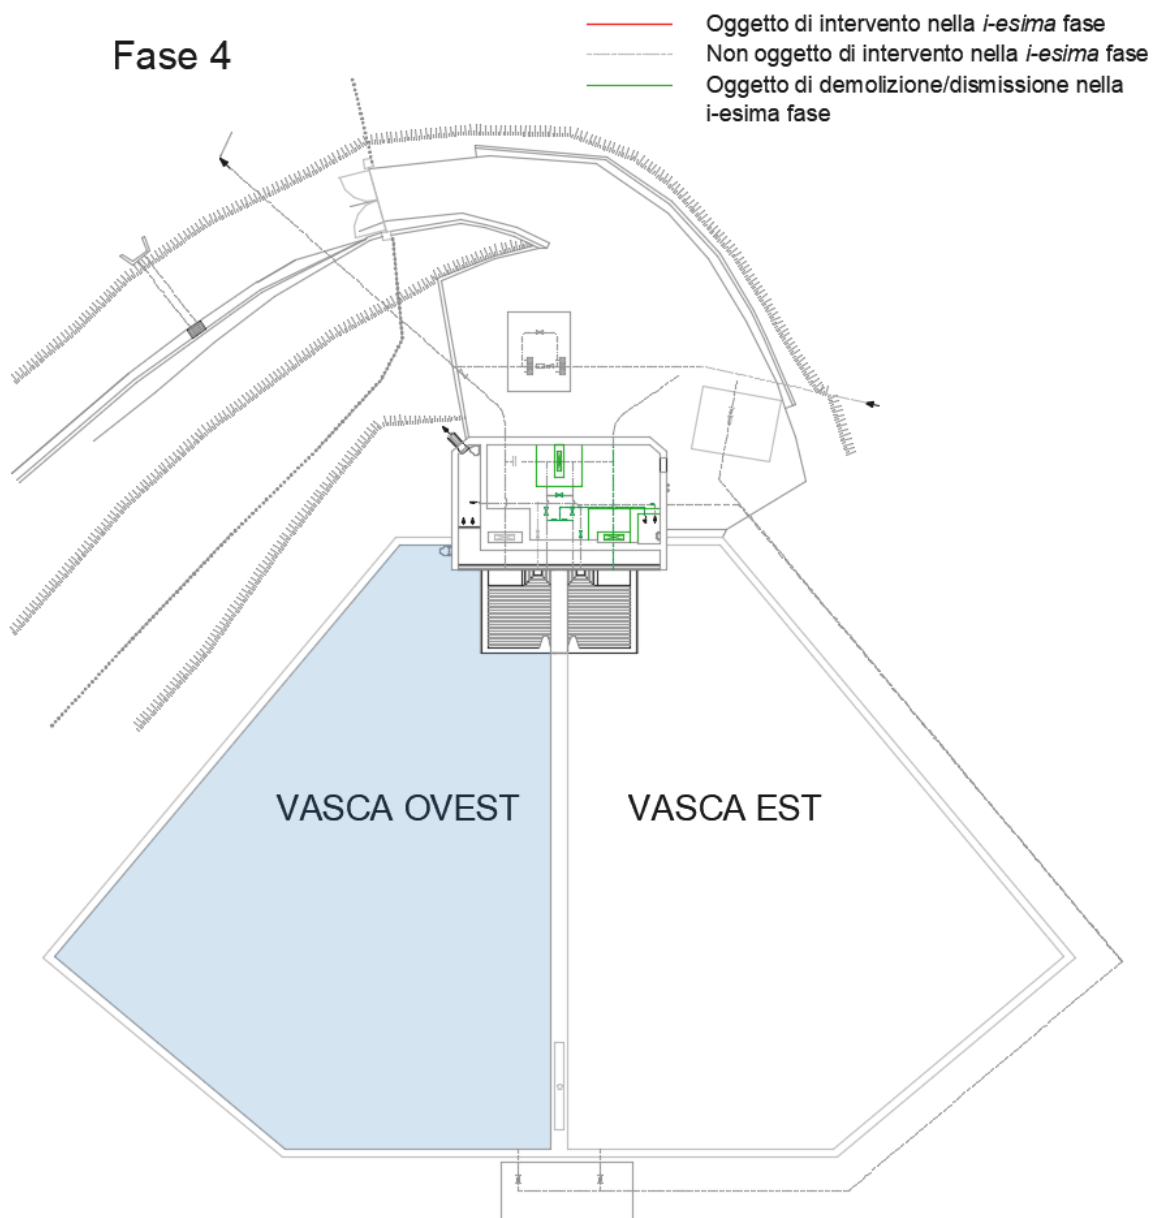 Fase 4
Oggetto di intervento nella i-esima fase
Non oggetto di intervento nella i-esima fase
Oggetto di demolizione/dismissione nella
i-esima fase
VASCA OVEST
VASCA EST